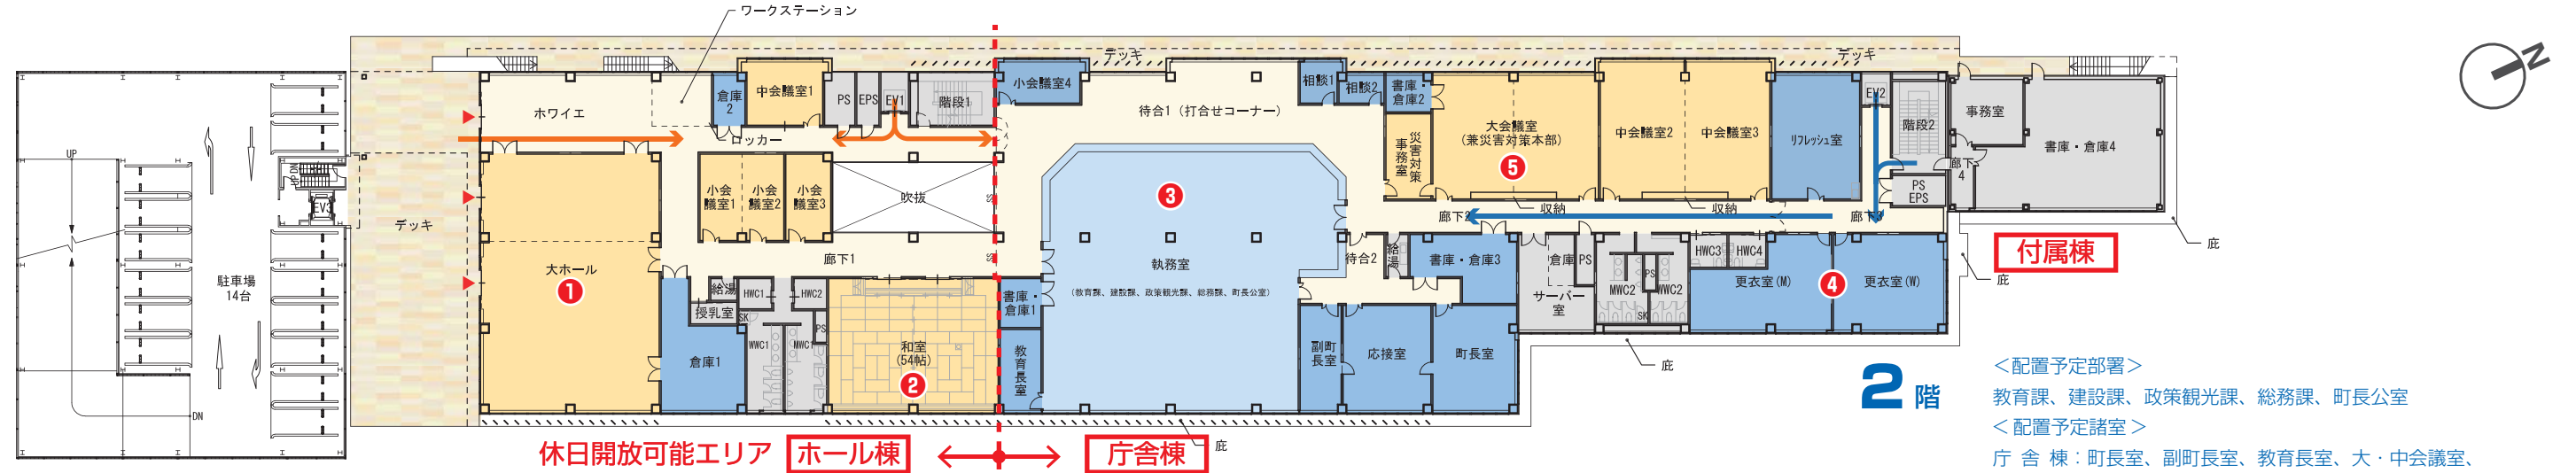 ワークステーション
デッキ
デッキ
N
ホワイエ
倉庫
2
中会議室1
PS
EPS
EV1
階段1
小会議室4
待合1（打合せコーナー）
相談1
相談2
書庫・
倉庫2
大会議室
（兼災害対策本部）
5
中会議室2
中会議室3
リフレッシュ室
EV2
階段2
事務室
書庫・倉庫4
廊下
4
PS
EPS
災害対策
事務室
ロッカー
UP
UP
DN
EV3
デッキ
駐車場
14台
DN
小会
議室1
小会
議室2
小会
議室3
吹抜
SS
SS
3
執務室
（教育課、建設課、政策観光課、総務課、町長公室）
廊下2
収納
収納
廊下3
付属棟
庇
庇
大ホール
1
廊下1
給湯
授乳室
HWC1
HWC2
SK
PS
WWC1
MWC1
倉庫1
和室
（54帖）
2
書庫・
倉庫1
教育長室
待合2
給湯
書庫・倉庫3
倉庫
PS
サーバー
室
MWC2
PS
WWC2
SK
HWC3
HWC4
更衣室(M)
4
更衣室(W)
副町
長室
応接室
町長室
庇
庇
休日開放可能エリア
ホール棟
庁舎棟
2階
＜配置予定部署＞
教育課、建設課、政策観光課、総務課、町長公室
＜配置予定諸室＞
庁 舎 棟：町長室、副町長室、教育長室、大・中会議室、